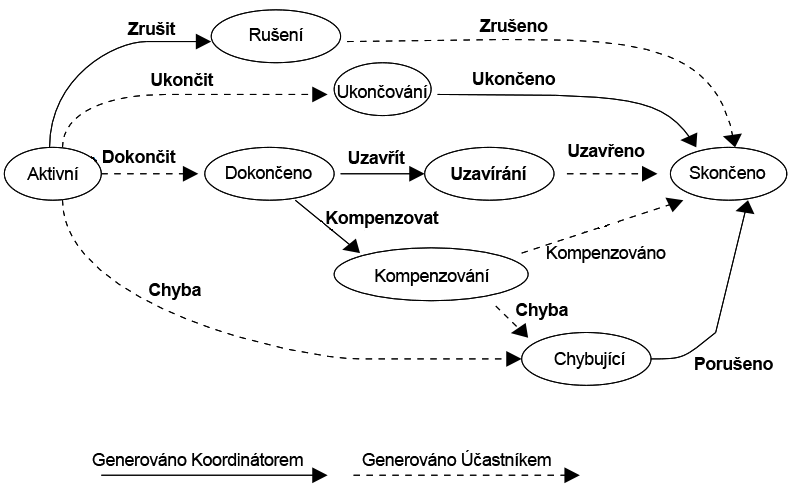 Zrušit
Rušení
Zrušeno
Ukončit
Ukončování
Ukončeno
Aktivní
Dokončit
Dokončeno
Uzavřít
Uzavírání
Uzavřeno
Skončeno
Kompenzovat
Kompenzování
Kompenzováno
Chyba
Chyba
Chybující
Porušeno
Generováno Koordinátorem
Generováno Účastníkem